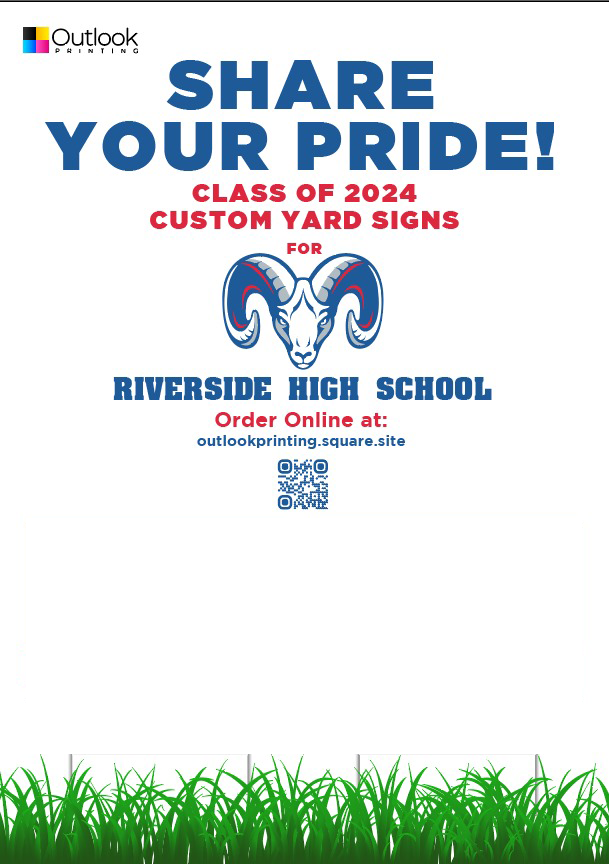 Outlook
PRINTING
SHARE
YOUR PRIDE!
CLASS OF 2024
CUSTOM YARD SIGNS
FOR
RIVERSIDE HIGH SCHOOL
Order Online at:
outlookprinting.square.site